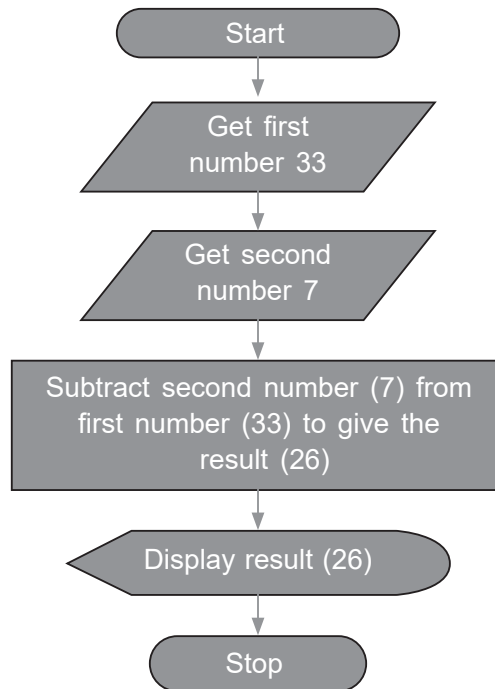 Start
Get first
number 33
Get second
number 7
Subtract second number (7) from
first number (33) to give the
result (26)
Display result (26)
Stop